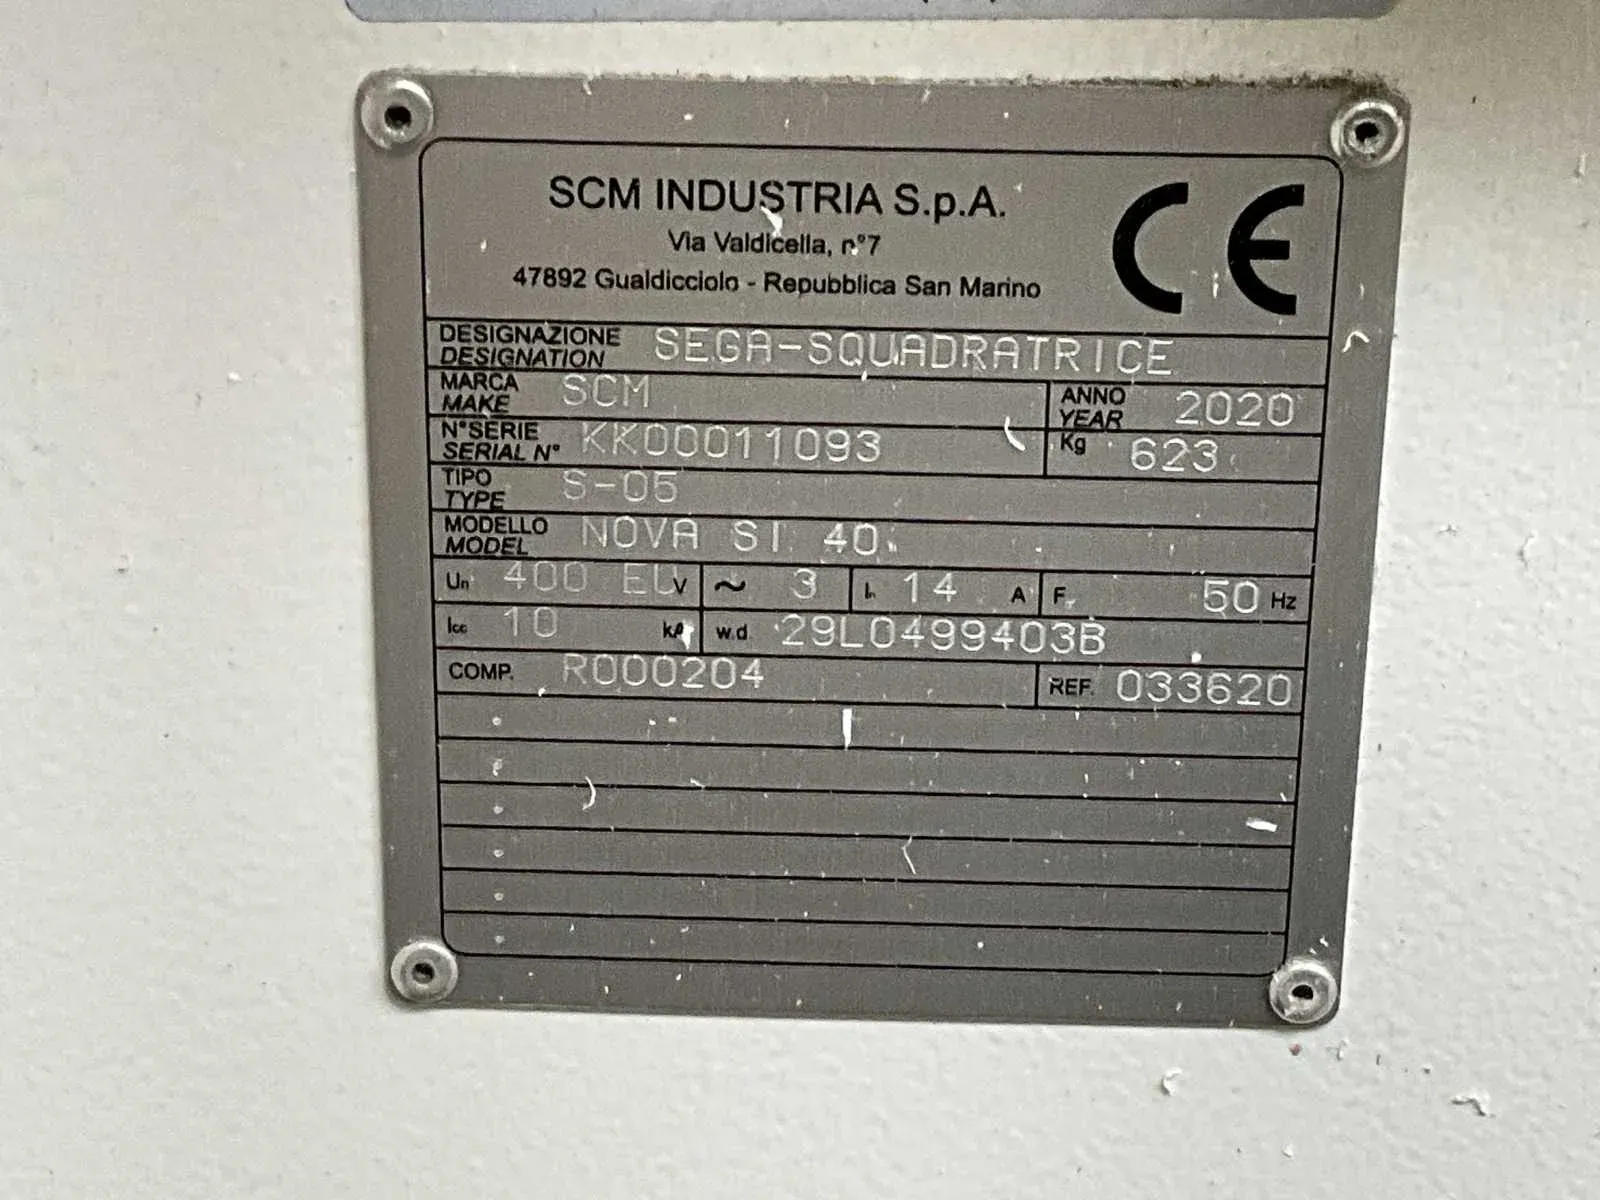 SCM INDUSTRIA S.p.A.
Via Valdicella, n°7
47892 Gualdicciolo - Repubblica San Marino
CE
DESIGNAZIONE
DESIGNATION
SEGA-SQUADRATRICE
MARCA
MAKE
SCM
ANNO
YEAR
2020
N°SERIE
SERIAL N°
KK00011093
Kg 623
TIPO
TYPE
S-05
MODELLO
MODEL
NOVA SI 40
Un 400 EU V ~ 3 In 14 A F. 50 Hz
Icc 10 kA w.d. 29L0499403B
COMP. R000204 REF. 033620